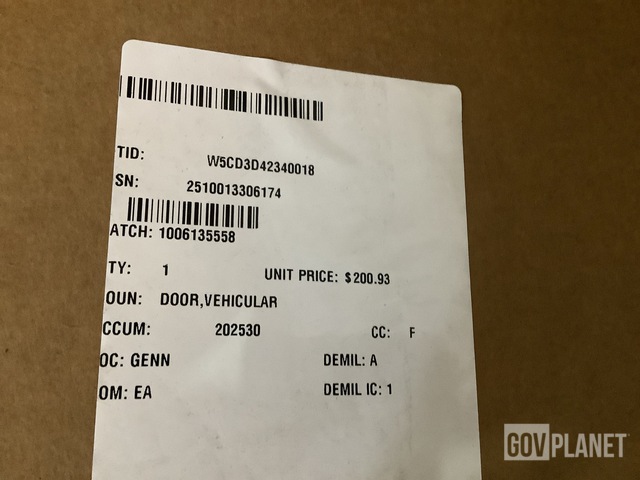 TID: W5CD3D42340018
SN: 2510013306174
ATCH: 1006135558
TY: 1 UNIT PRICE: $200.93
OUN: DOOR,VEHICULAR
CCUM: 202530 CC: F
OC: GENN DEMIL: A
OM: EA DEMIL IC: 1
GOVPLANET